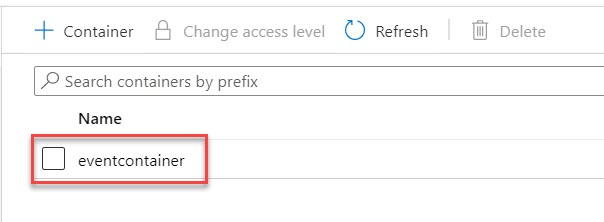 + Container Change access level Refresh Delete
Search containers by prefix
Name
eventcontainer